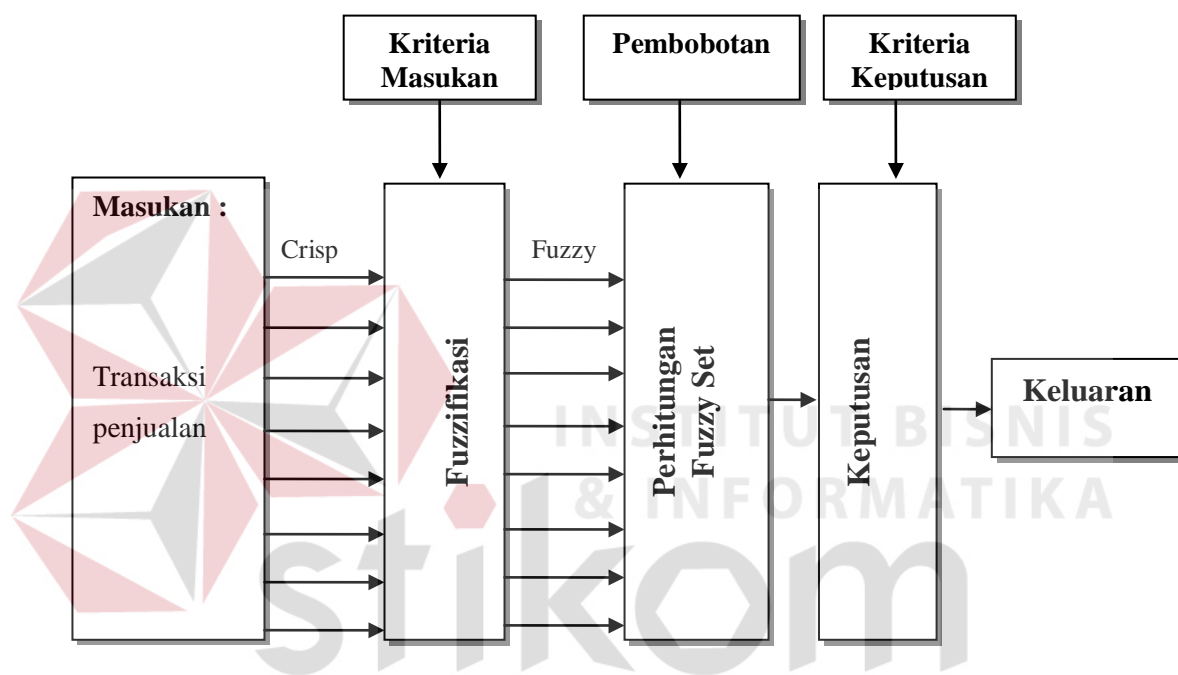 Kriteria
Masukan
Pembobotan
Kriteria
Keputusan
Masukan :
Crisp
Fuzzy
Transaksi
penjualan
Fuzzifikasi
Perhitungan
Fuzzy Set
Keputusan
Keluaran
INSTITUT BISNIS
& INFORMATIKA
stikom